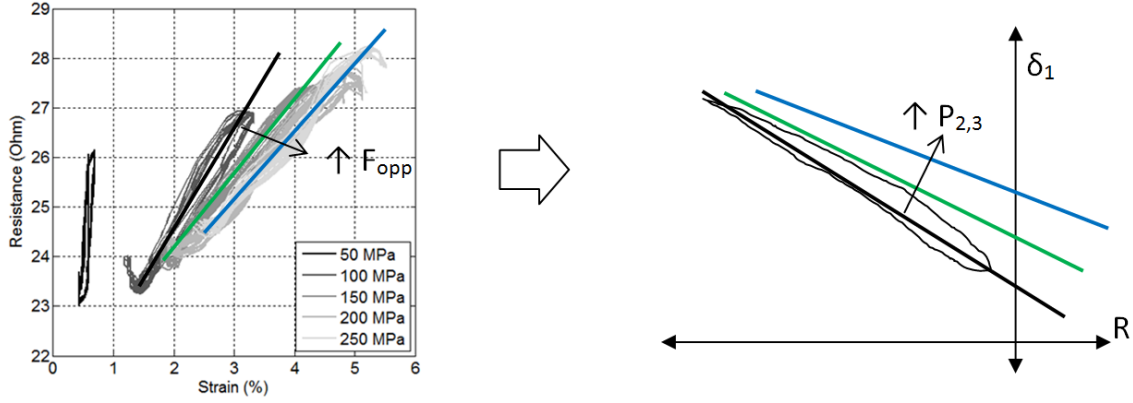 29
28
27
26
25
24
23
22
Resistance (Ohm)
0 1 2 3 4 5 6
Strain (%)
↑ Fopp
50 MPa
100 MPa
150 MPa
200 MPa
250 MPa
δ1
↑ P2,3
R